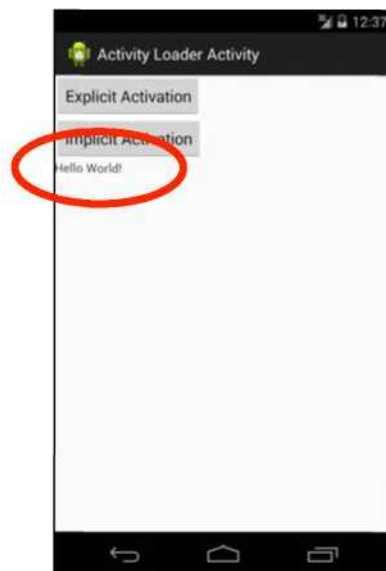 12:37
Activity Loader Activity
Explicit Activation
Implicit Activation
Hello World!